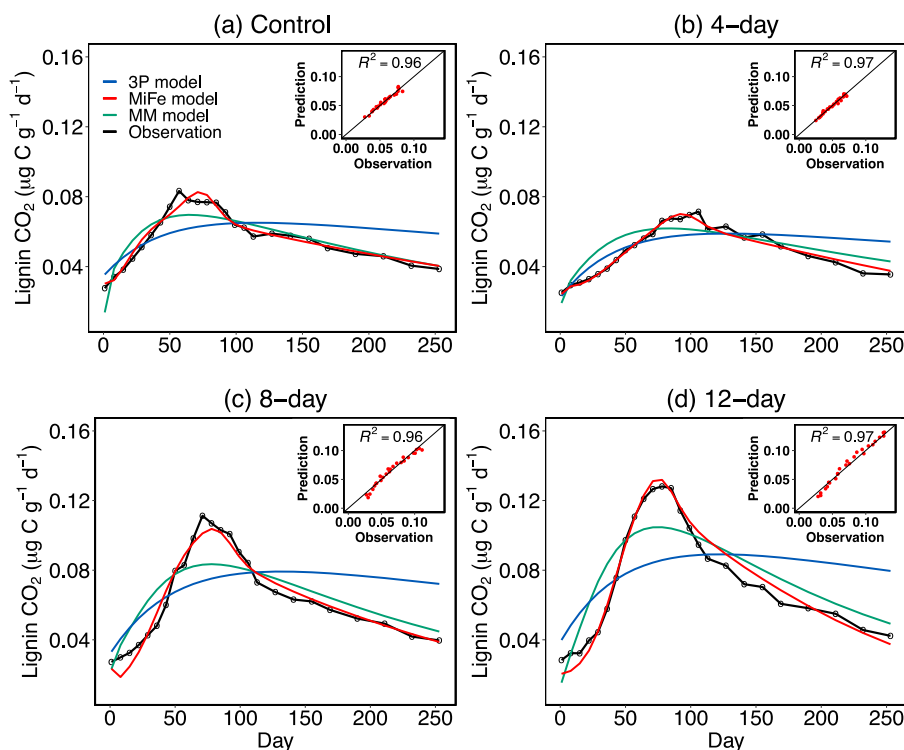 (a) Control
Lignin CO₂ (μg C g⁻¹ d⁻¹)
0.16
0.12
0.08
0.04
3P model
MiFe model
MM model
Observation
R² = 0.96
Prediction
0.10
0.05
0.00
0.00 0.05 0.10
Observation
0 50 100 150 200 250
(b) 4−day
Lignin CO₂ (μg C g⁻¹ d⁻¹)
0.16
0.12
0.08
0.04
R² = 0.97
Prediction
0.10
0.05
0.00
0.00 0.05 0.10
Observation
0 50 100 150 200 250
(c) 8−day
Lignin CO₂ (μg C g⁻¹ d⁻¹)
0.16
0.12
0.08
0.04
R² = 0.96
Prediction
0.10
0.05
0.00
0.00 0.05 0.10
Observation
0 50 100 150 200 250
Day
(d) 12−day
Lignin CO₂ (μg C g⁻¹ d⁻¹)
0.16
0.12
0.08
0.04
R² = 0.97
Prediction
0.10
0.05
0.00
0.00 0.05 0.10
Observation
0 50 100 150 200 250
Day